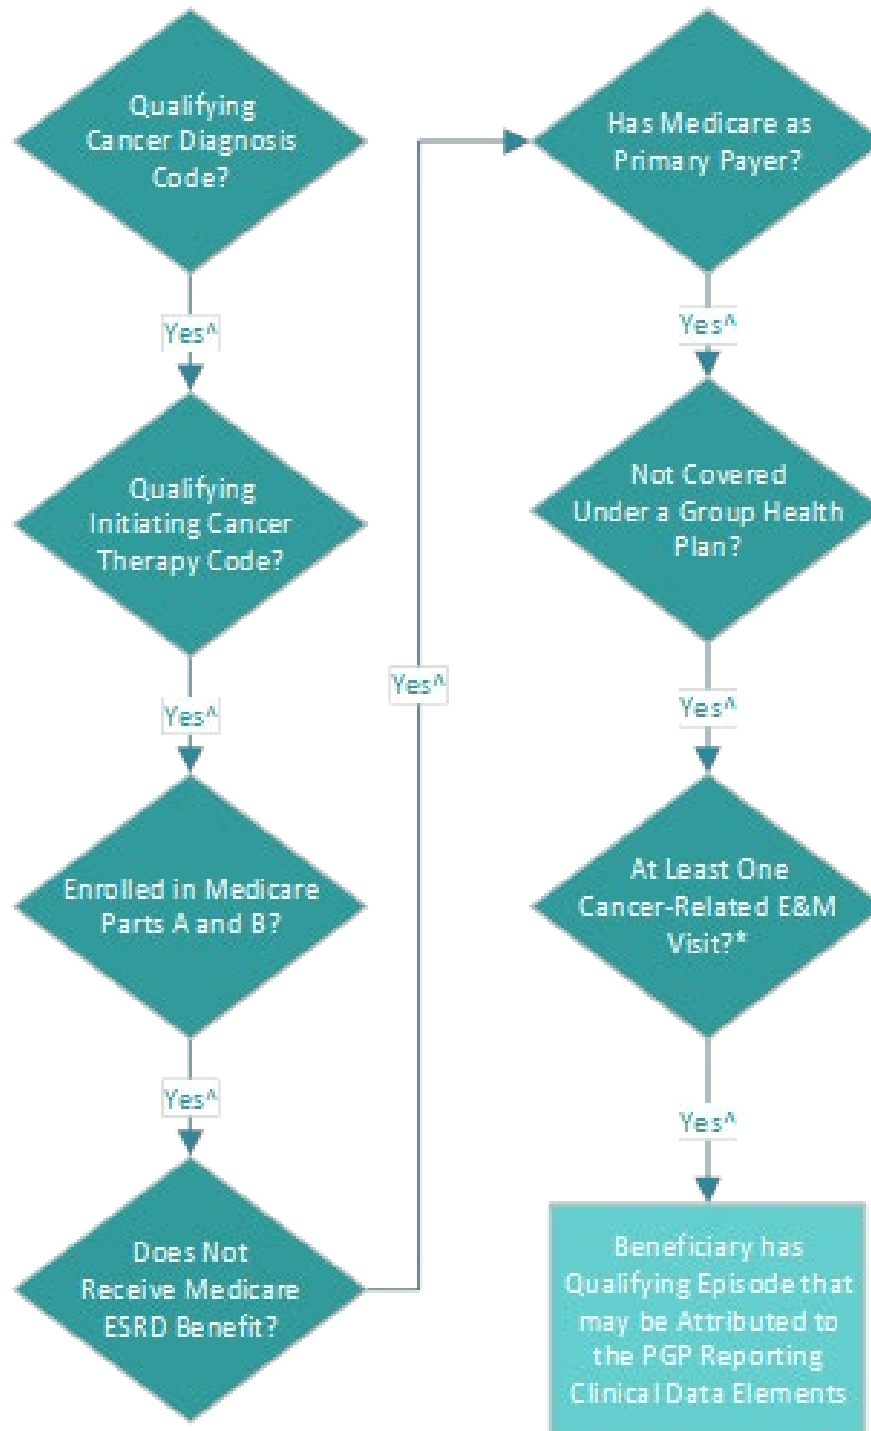 Qualifying
Cancer Diagnosis
Code?
Yes^
Qualifying
Initiating Cancer
Therapy Code?
Yes^
Enrolled in Medicare
Parts A and B?
Yes^
Does Not
Receive Medicare
ESRD Benefit?
Yes^
Has Medicare as
Primary Payer?
Yes^
Not Covered
Under a Group Health
Plan?
Yes^
At Least One
Cancer-Related E&M
Visit?*
Yes^
Beneficiary has
Qualifying Episode that
may be Attributed to
the PGP Reporting
Clinical Data Elements